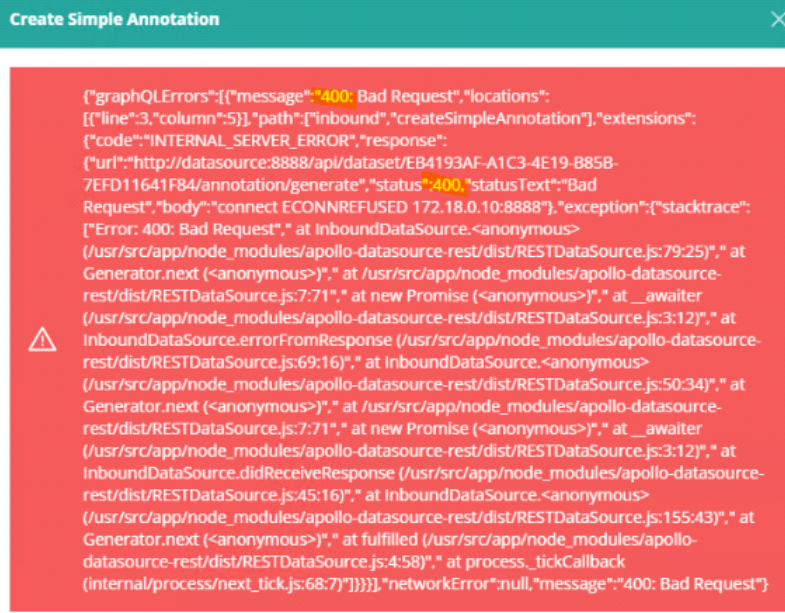 Create Simple Annotation
{"graphQLErrors":[{"message":"400: Bad Request","locations":
[{"line":3,"column":5}],"path":["inbound","createSimpleAnnotation"],"extensions":
{"code":"INTERNAL_SERVER_ERROR","response":
{"url":"http://datasource:8888/api/dataset/EB4193AF-A1C3-4E19-B85B-
7EFD11641F84/annotation/generate","status":400,"statusText":"Bad
Request","body":"connect ECONNREFUSED 172.18.0.10:8888"},"exception":{"stacktrace":
["Error: 400: Bad Request"," at InboundDataSource.<anonymous>
(/usr/src/app/node_modules/apollo-datasource-rest/dist/RESTDataSource.js:79:25)"," at
Generator.next (<anonymous>)"," at /usr/src/app/node_modules/apollo-datasource-
rest/dist/RESTDataSource.js:7:71"," at new Promise (<anonymous>)"," at __awaiter
(/usr/src/app/node_modules/apollo-datasource-rest/dist/RESTDataSource.js:3:12)"," at
InboundDataSource.errorFromResponse (/usr/src/app/node_modules/apollo-datasource-
rest/dist/RESTDataSource.js:69:16)"," at InboundDataSource.<anonymous>
(/usr/src/app/node_modules/apollo-datasource-rest/dist/RESTDataSource.js:50:34)"," at
Generator.next (<anonymous>)"," at /usr/src/app/node_modules/apollo-datasource-
rest/dist/RESTDataSource.js:7:71"," at new Promise (<anonymous>)"," at __awaiter
(/usr/src/app/node_modules/apollo-datasource-rest/dist/RESTDataSource.js:3:12)"," at
InboundDataSource.didReceiveResponse (/usr/src/app/node_modules/apollo-datasource-
rest/dist/RESTDataSource.js:45:16)"," at InboundDataSource.<anonymous>
(/usr/src/app/node_modules/apollo-datasource-rest/dist/RESTDataSource.js:155:43)"," at
Generator.next (<anonymous>)"," at fulfilled (/usr/src/app/node_modules/apollo-
datasource-rest/dist/RESTDataSource.js:4:58)"," at process._tickCallback
(internal/process/next_tick.js:68:7)"]}}}],"networkError":null,"message":"400: Bad Request"}